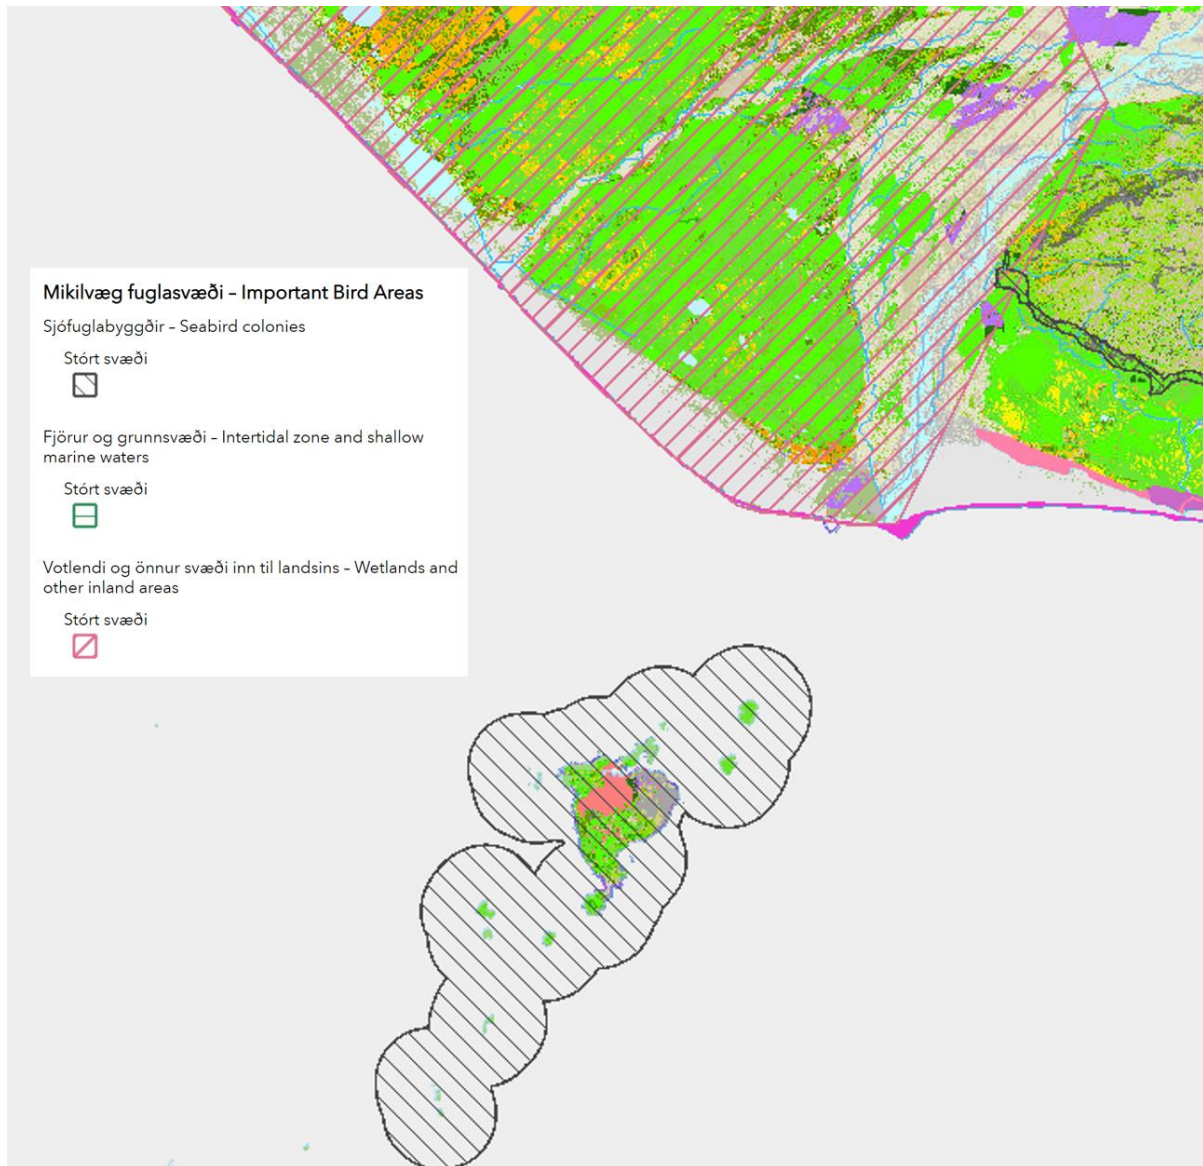 Mikilvæg fuglasvæði – Important Bird Areas
Sjófuglabyggðir – Seabird colonies
Stórt svæði
Fjörur og grunnsvæði – Intertidal zone and shallow
marine waters
Stórt svæði
Votlendi og önnur svæði inn til landsins – Wetlands and
other inland areas
Stórt svæði